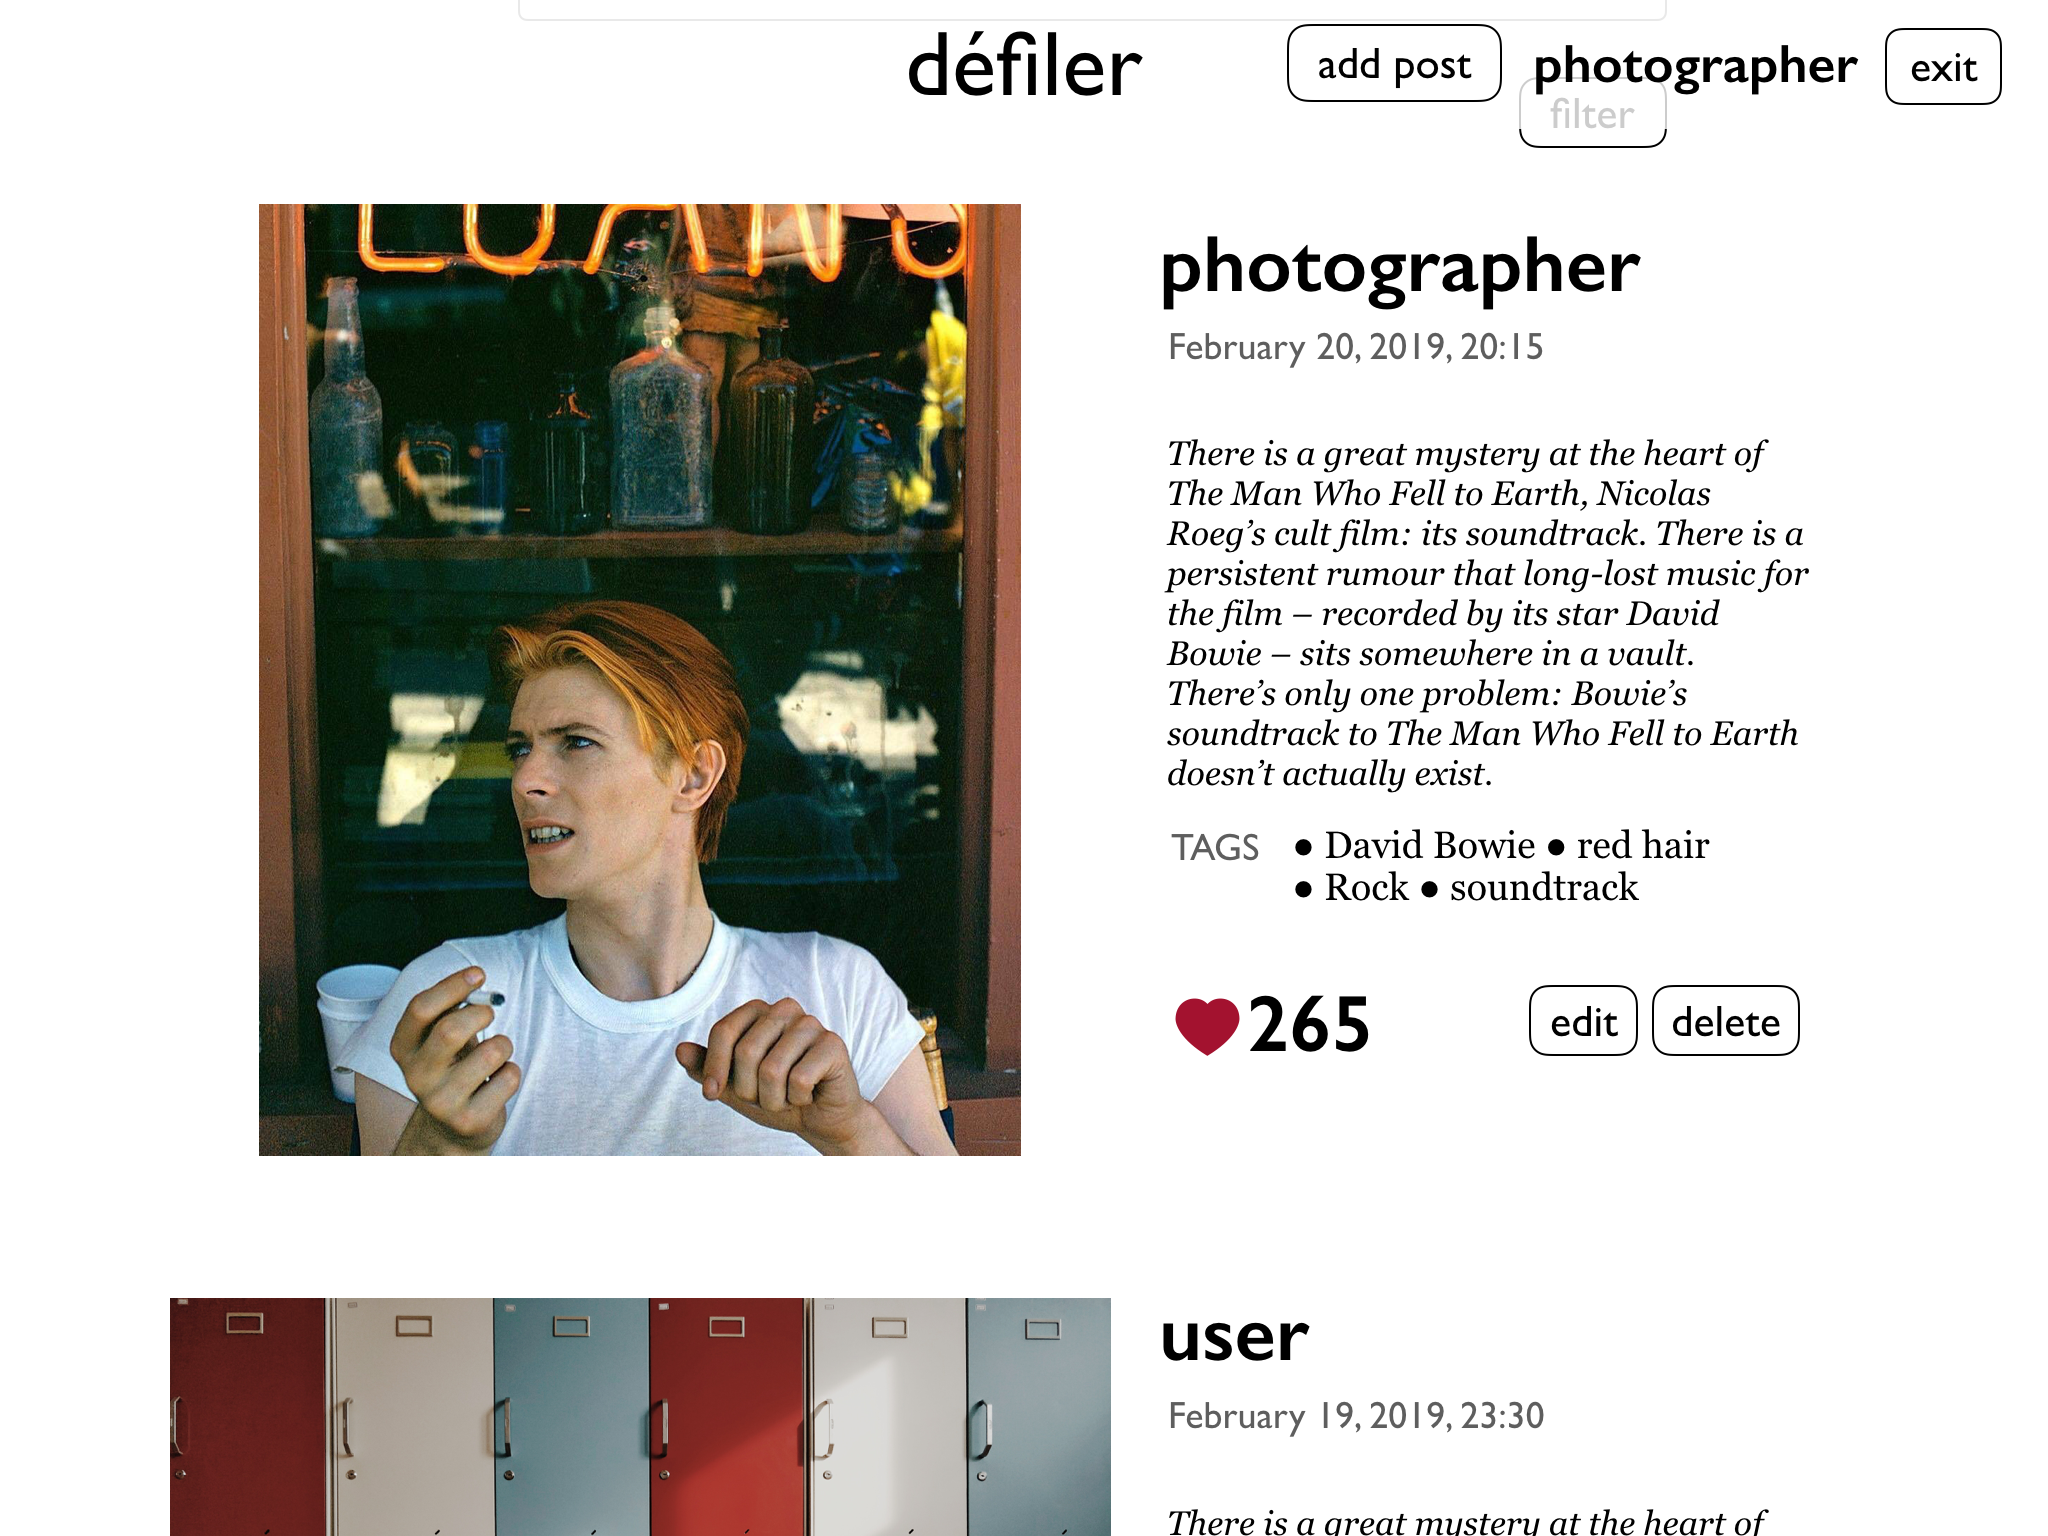 défiler
add post
photographer
exit
filter
LOANS
photographer
February 20, 2019, 20:15
There is a great mystery at the heart of
The Man Who Fell to Earth, Nicolas
Roeg’s cult film: its soundtrack. There is a
persistent rumour that long-lost music for
the film – recorded by its star David
Bowie – sits somewhere in a vault.
There’s only one problem: Bowie’s
soundtrack to The Man Who Fell to Earth
doesn’t actually exist.
TAGS ● David Bowie ● red hair
● Rock ● soundtrack
265
edit
delete
user
February 19, 2019, 23:30
There is a great mystery at the heart of